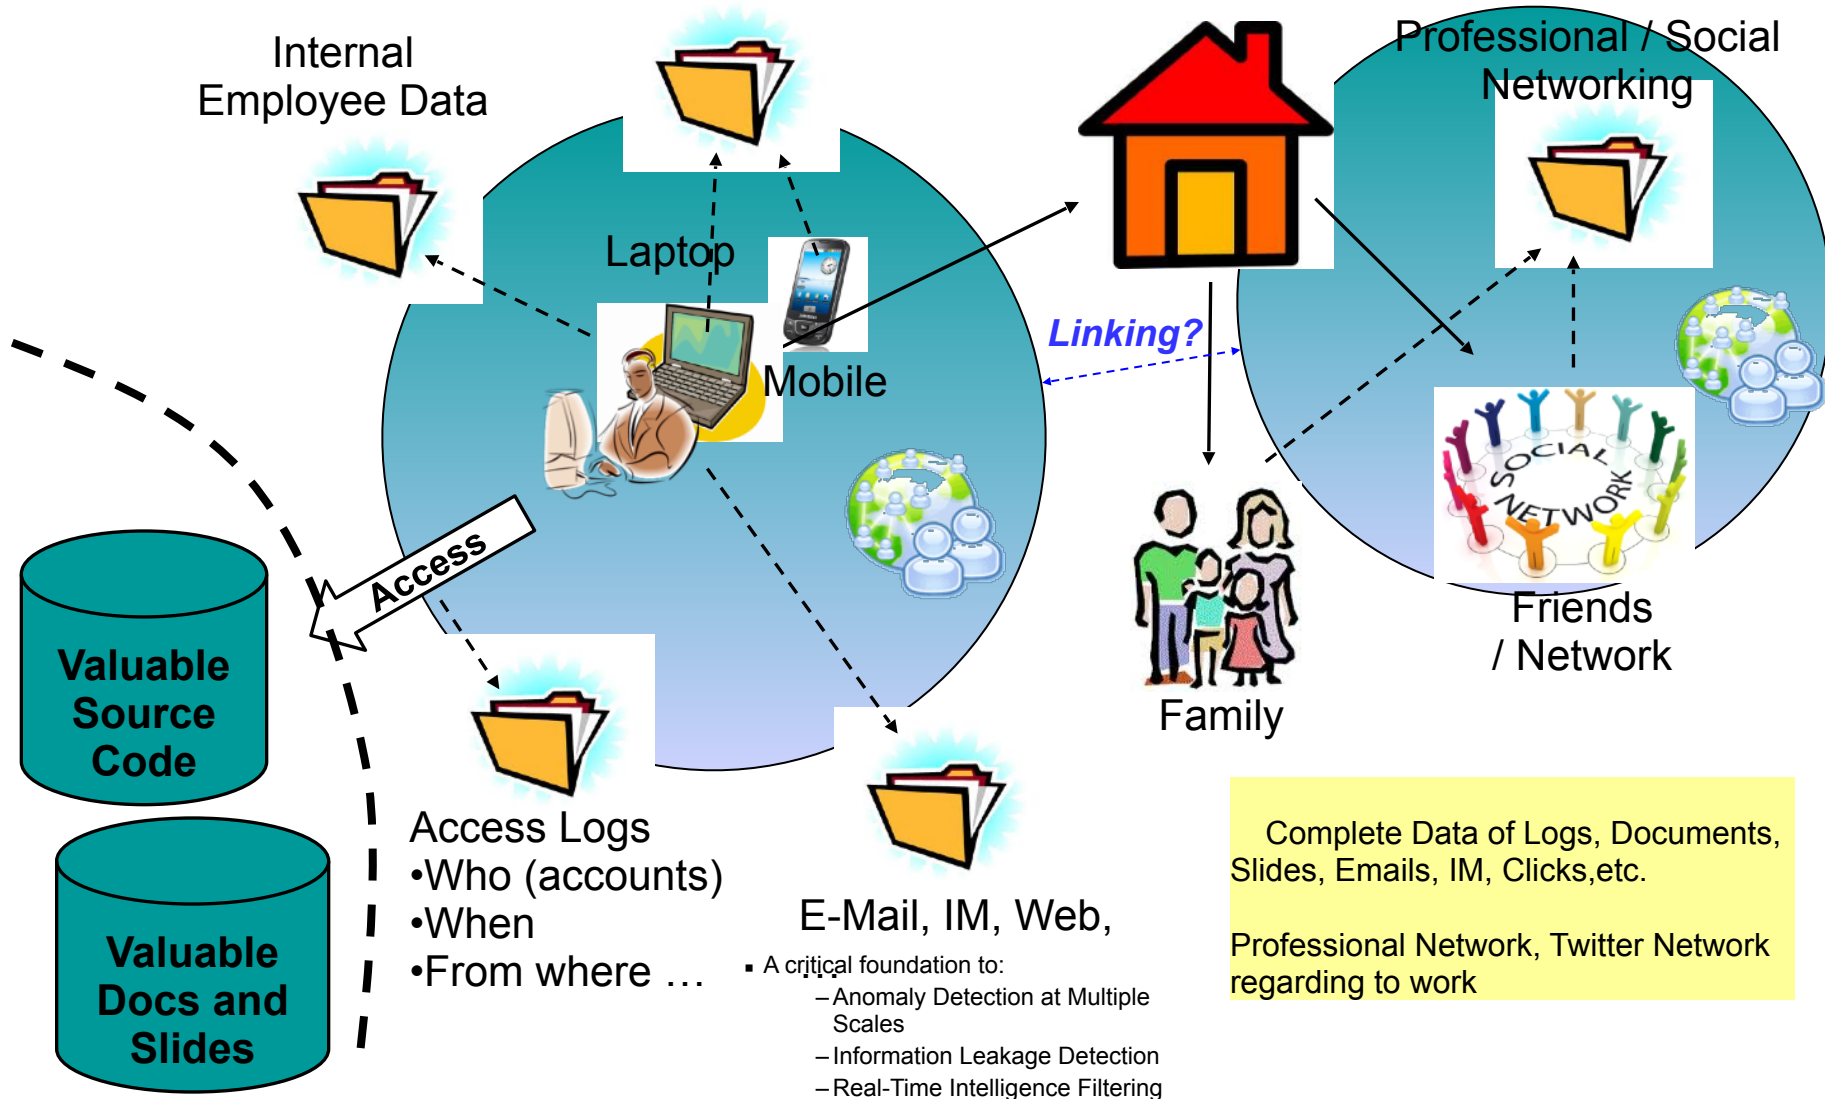 Internal
Employee Data
Professional / Social
Networking
Laptop
Mobile
Linking?
SOCIAL
NETWORK
Access
Friends
/ Network
Family
Valuable
Source
Code
Valuable
Docs and
Slides
Access Logs
•Who (accounts)
•When
•From where …
E-Mail, IM, Web,
…
▪ A critical foundation to:
– Anomaly Detection at Multiple
Scales
– Information Leakage Detection
– Real-Time Intelligence Filtering
Complete Data of Logs, Documents,
Slides, Emails, IM, Clicks,etc.
Professional Network, Twitter Network
regarding to work